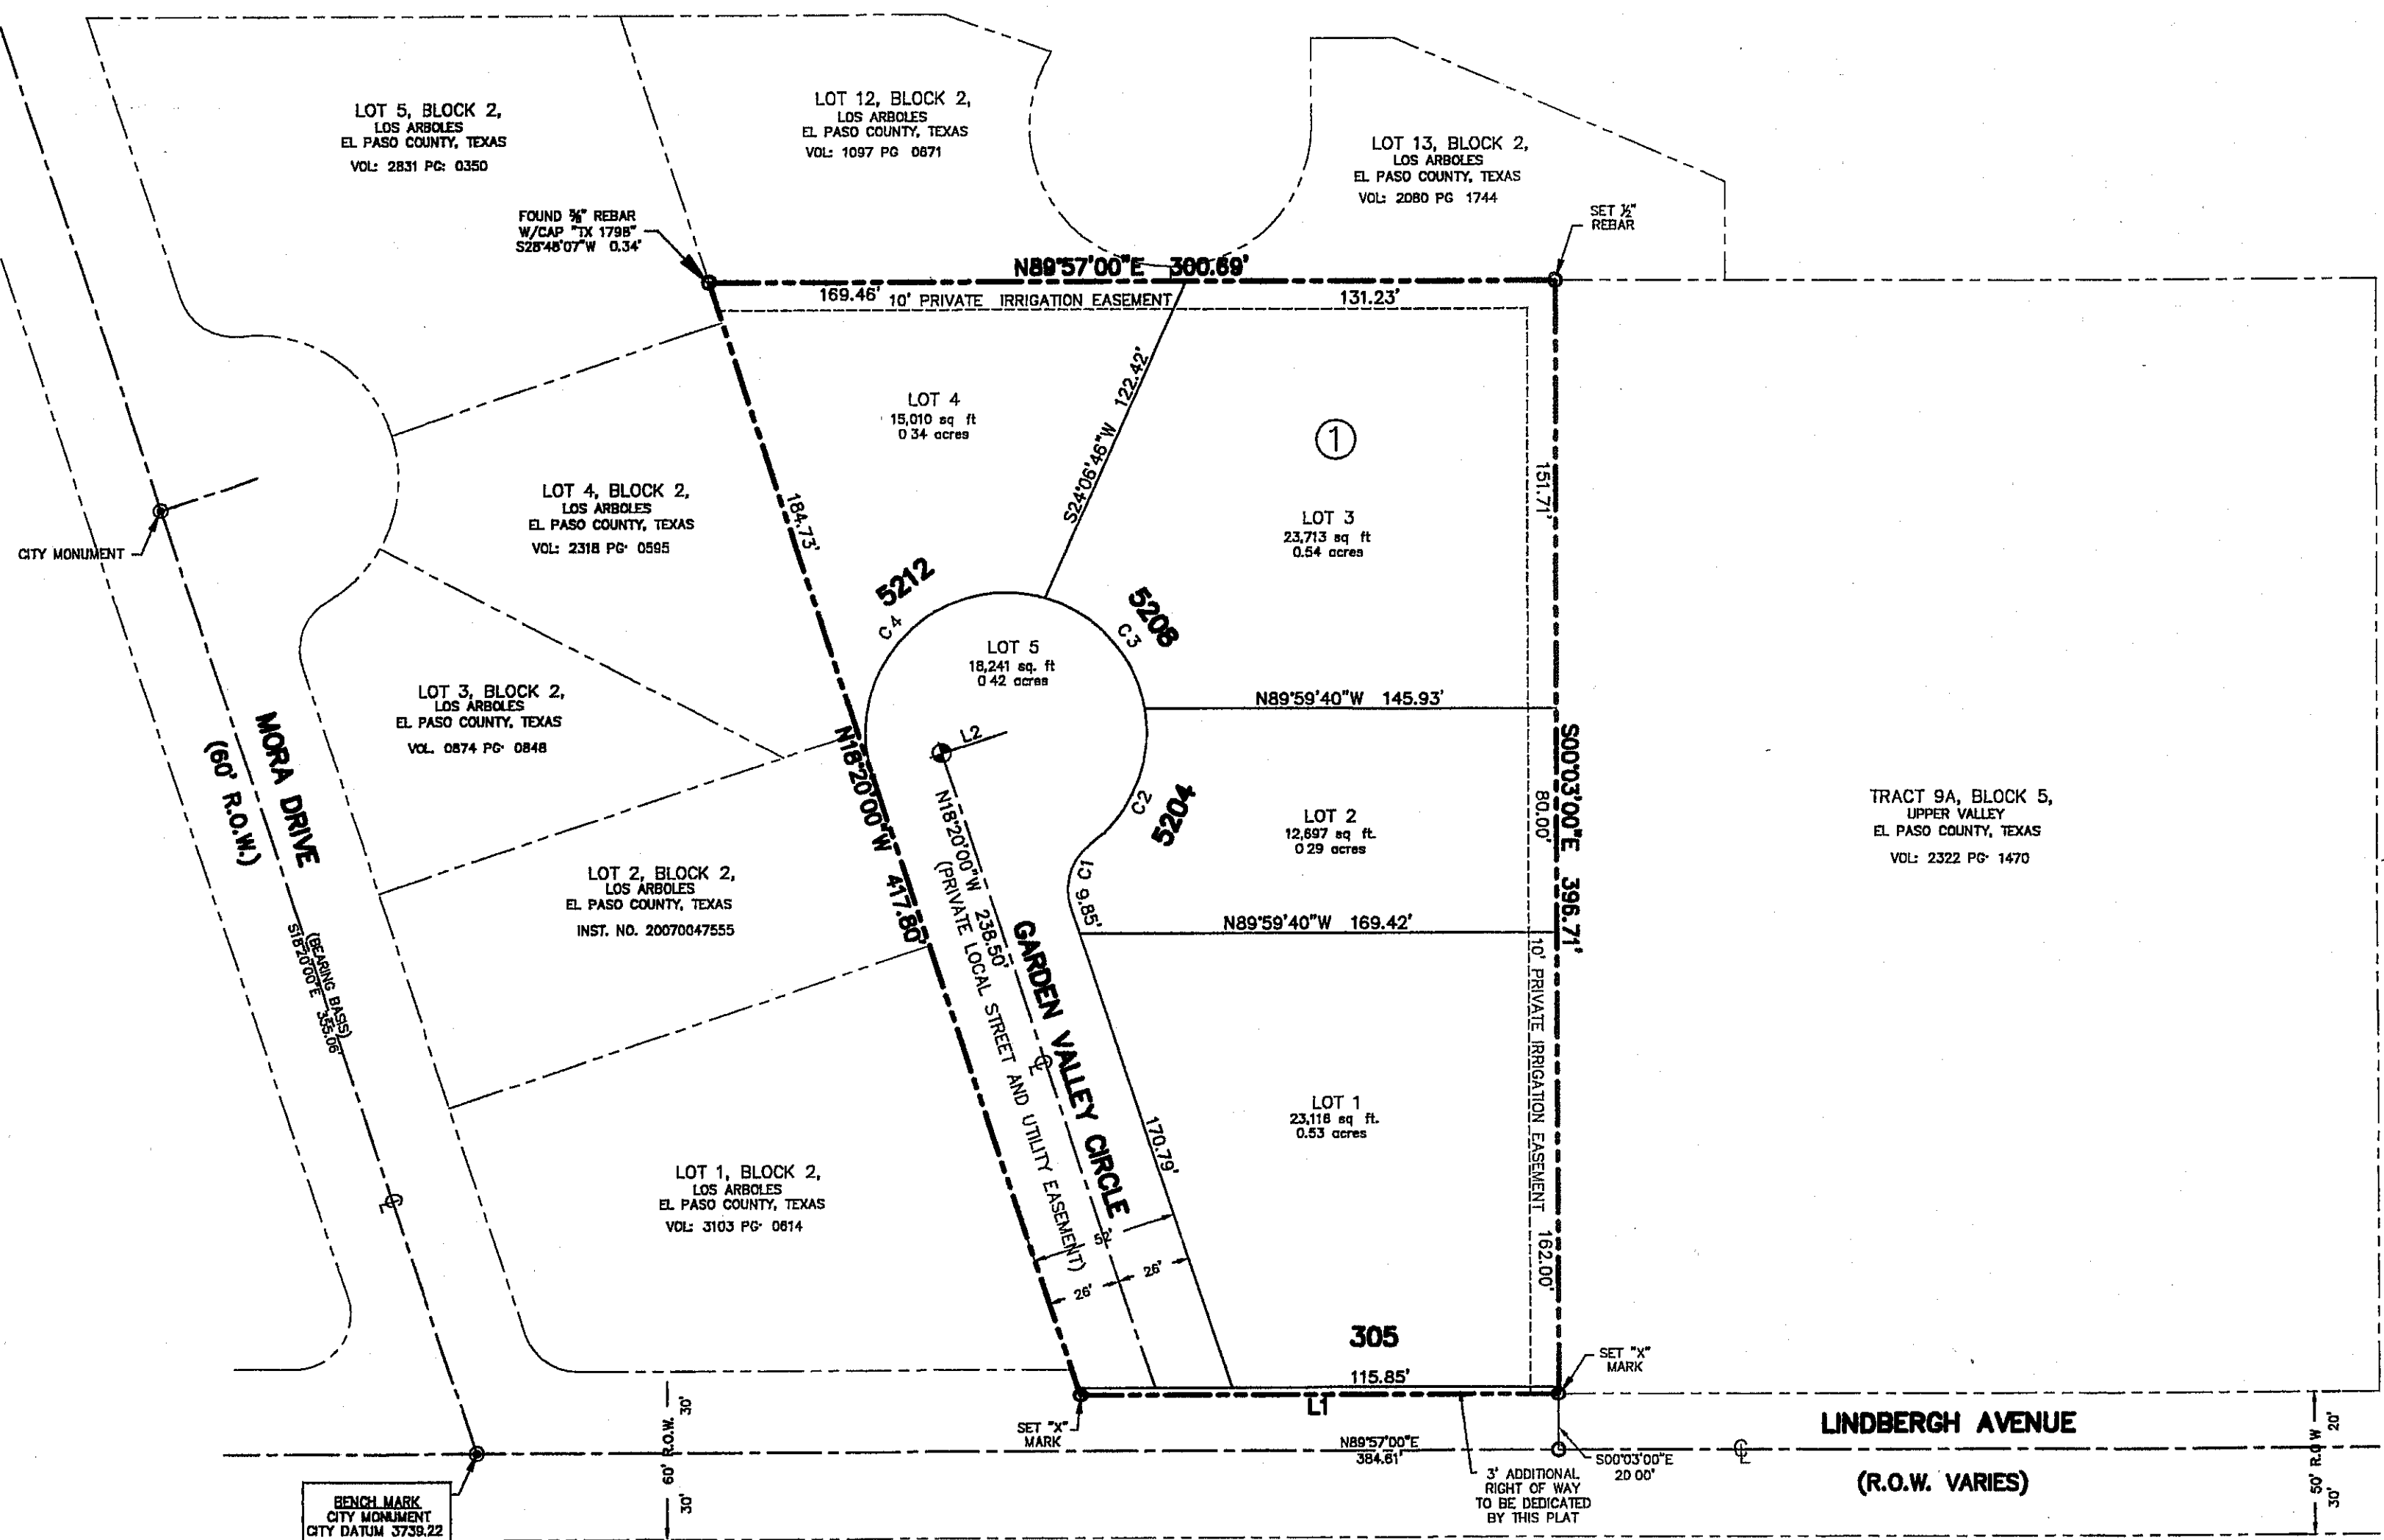 LOT 5, BLOCK 2,
LOS ARBOLES
EL PASO COUNTY, TEXAS
VOL: 2831 PG: 0350
LOT 12, BLOCK 2,
LOS ARBOLES
EL PASO COUNTY, TEXAS
VOL: 1097 PG 0671
LOT 13, BLOCK 2,
LOS ARBOLES
EL PASO COUNTY, TEXAS
VOL: 2080 PG 1744
FOUND ⅝" REBAR
W/CAP "TX 1798"
S28°48'07"W 0.34'
SET ½"
REBAR
N89°57'00"E 300.69'
169.46'
10' PRIVATE IRRIGATION EASEMENT
131.23'
LOT 4
15,010 sq ft
0 34 acres
S24°06'46"W 122.42'
1
151.71'
LOT 4, BLOCK 2,
LOS ARBOLES
EL PASO COUNTY, TEXAS
VOL: 2318 PG· 0595
184.73'
LOT 3
23,713 sq ft
0.54 acres
CITY MONUMENT
5212
C4
5208
C3
LOT 5
18,241 sq. ft
0 42 acres
LOT 3, BLOCK 2,
LOS ARBOLES
EL PASO COUNTY, TEXAS
VOL. 0874 PG· 0848
N89°59'40"W 145.93'
MORA DRIVE
(60' R.O.W.)
L2
N18°20'00"W 417.80'
N18°20'00"W 238.50'
(PRIVATE LOCAL STREET AND UTILITY EASEMENT)
C2
5204
LOT 2
12,697 sq ft.
0 29 acres
80.00'
S00°03'00"E 396.71'
TRACT 9A, BLOCK 5,
UPPER VALLEY
EL PASO COUNTY, TEXAS
VOL: 2322 PG· 1470
LOT 2, BLOCK 2,
LOS ARBOLES
EL PASO COUNTY, TEXAS
INST. NO. 20070047555
C1
9.85'
N89°59'40"W 169.42'
(BEARING BASIS)
S18°20'00"E 355.06'
GARDEN VALLEY CIRCLE
10' PRIVATE IRRIGATION EASEMENT
162.00'
LOT 1
23,118 sq ft.
0.53 acres
170.79'
LOT 1, BLOCK 2,
LOS ARBOLES
EL PASO COUNTY, TEXAS
VOL: 3103 PG· 0614
52'
26'
26'
305
115.85'
L1
SET "X"
MARK
SET "X"
MARK
LINDBERGH AVENUE
(R.O.W. VARIES)
N89°57'00"E
384.61'
S00°03'00"E
20 00'
3' ADDITIONAL
RIGHT OF WAY
TO BE DEDICATED
BY THIS PLAT
60' R.O.W.
30'
30'
50' R.O.W
20'
30'
BENCH MARK
CITY MONUMENT
CITY DATUM 3739.22